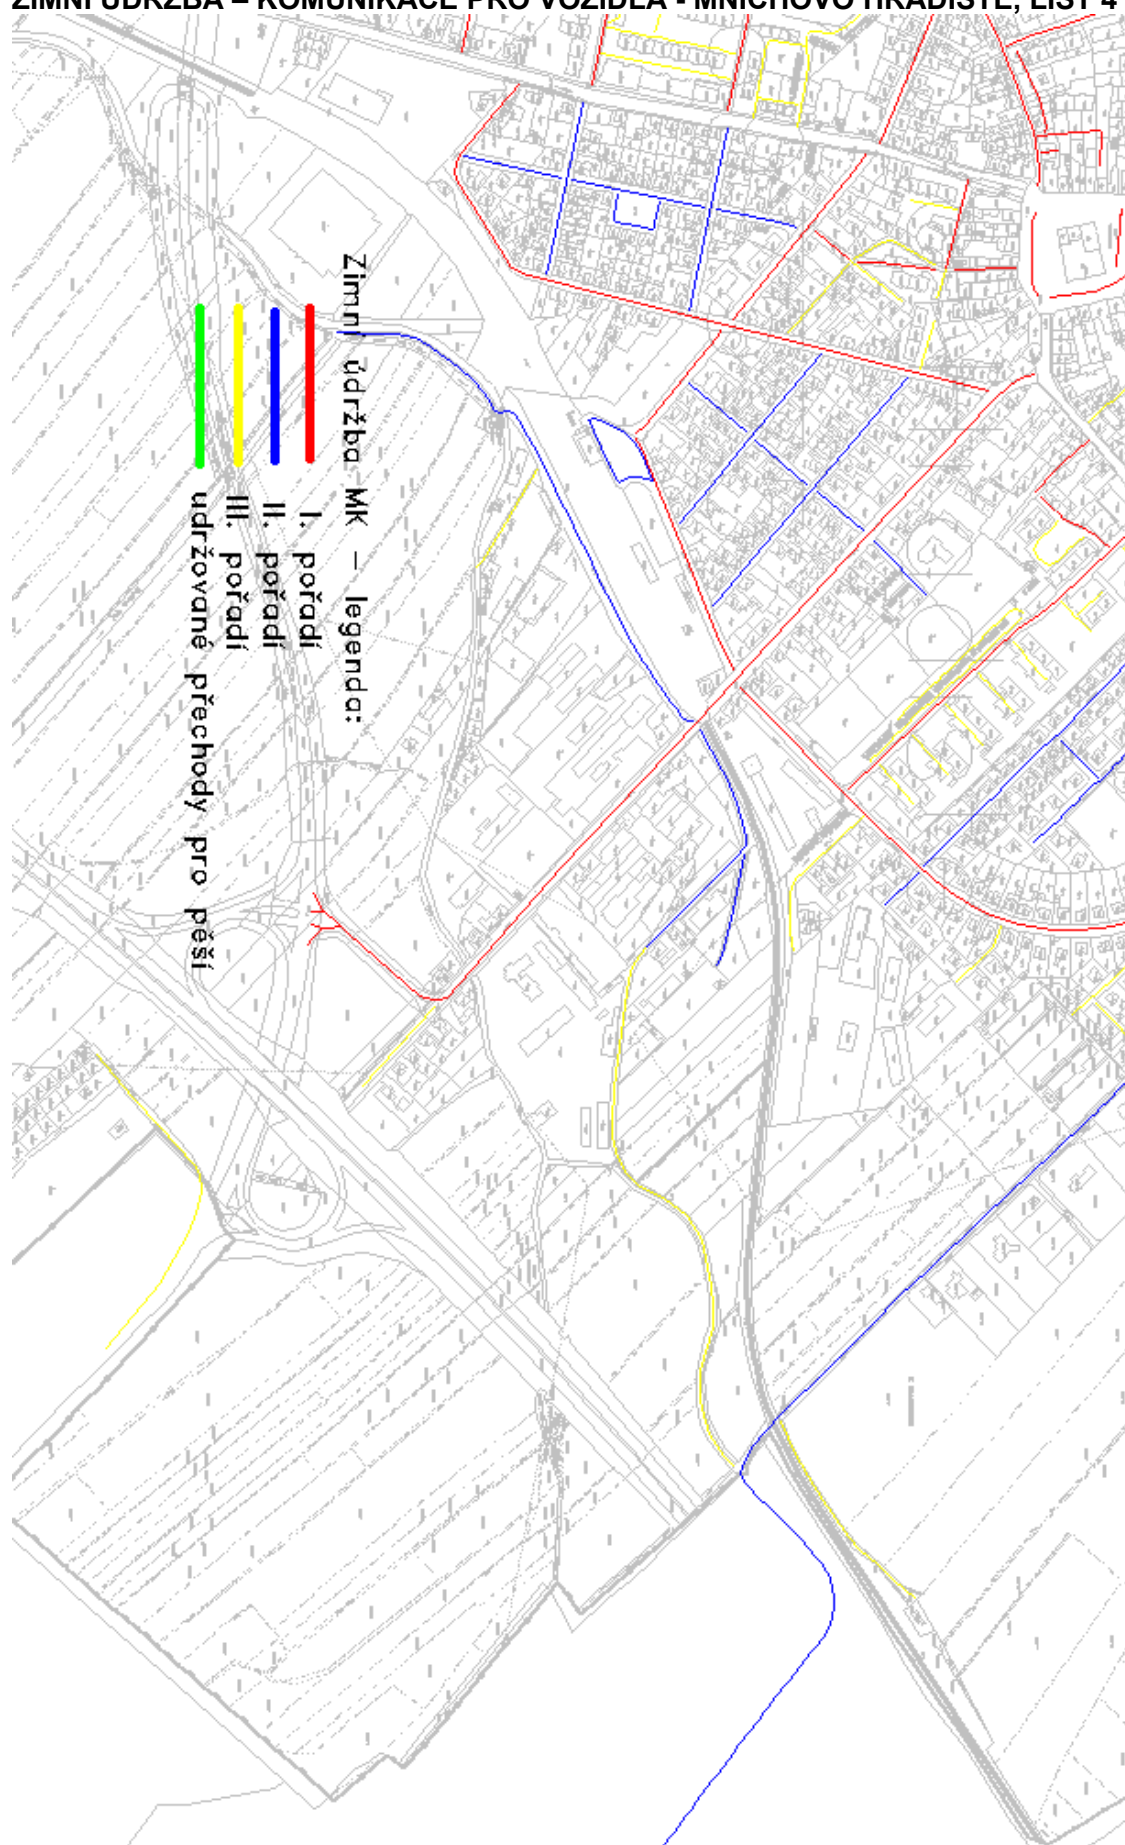 ZIMNÍ ÚDRŽBA – KOMUNIKACE PRO VOZIDLA - MNICHOVO HRADIŠTĚ, LIST 4
Zimní údržba MK – legenda:
I. pořadí
II. pořadí
III. pořadí
udržované přechody pro pěší